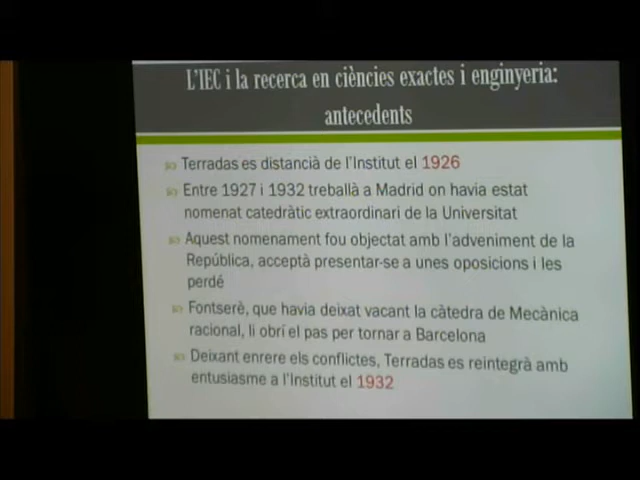 L'IEC i la recerca en ciències exactes i enginyeria:
antecedents
Terradas es distancià de l'Institut el 1926
Entre 1927 i 1932 treballà a Madrid on havia estat
nomenat catedràtic extraordinari de la Universitat
Aquest nomenament fou objectat amb l'adveniment de la
República, acceptà presentar-se a unes oposicions i les
perdé
Fontserè, que havia deixat vacant la càtedra de Mecànica
racional, li obrí el pas per tornar a Barcelona
Deixant enrere els conflictes, Terradas es reintegrà amb
entusiasme a l'Institut el 1932